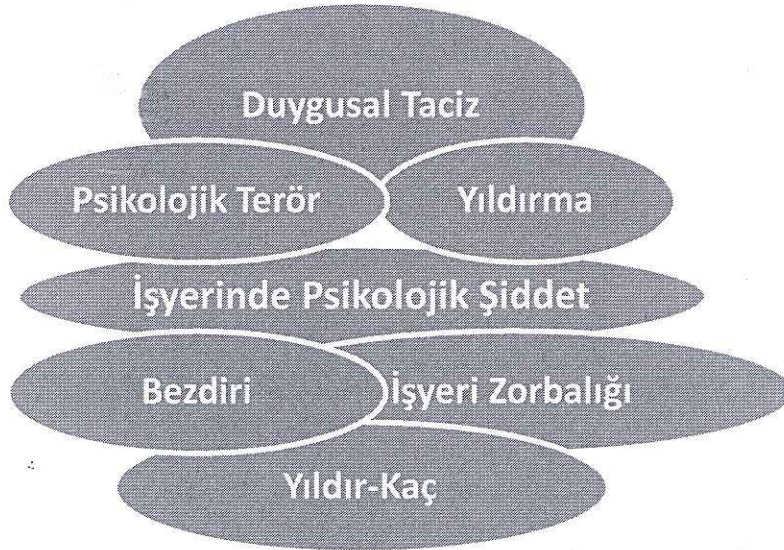 Duygusal Taciz
Psikolojik Terör
Yıldırma
İşyerinde Psikolojik Şiddet
Bezdiri
İşyeri Zorbalığı
Yıldır-Kaç